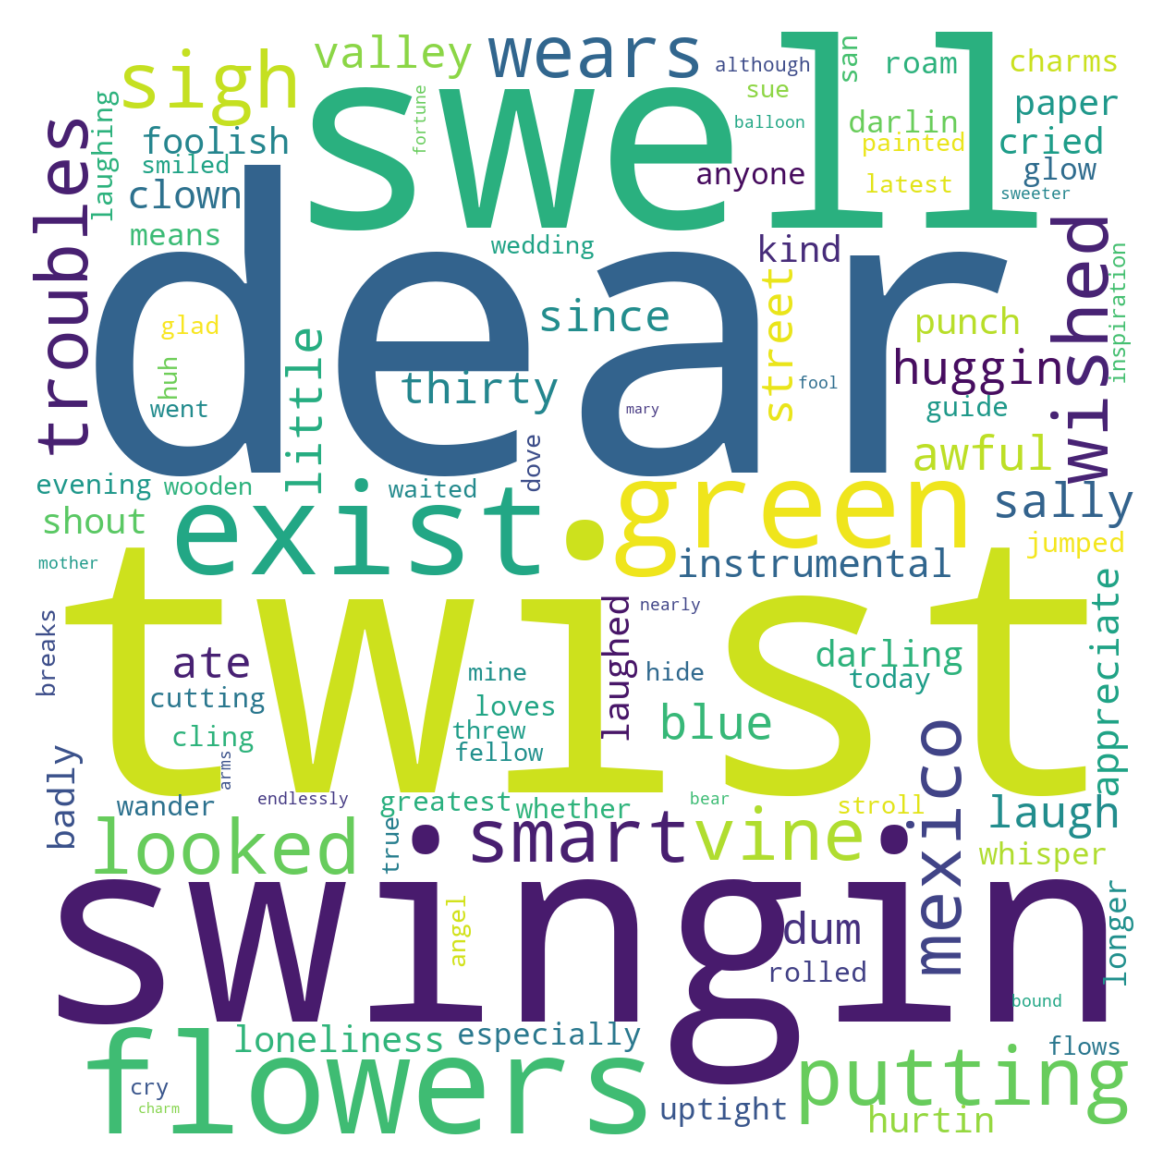 sigh
valley
wears
swell
although
san
roam
charms
sue
paper
laughing
foolish
fortune
balloon
darlin
cried
painted
smiled
anyone
glow
troubles
clown
latest
sweeter
dear
means
wedding
kind
wished
inspiration
glad
little
since
street
punch
huh
thirty
huggin
went
mary
fool
guide
dove
awful
evening
wooden
waited
green
sally
shout
exist
jumped
mother
instrumental
twist
breaks
nearly
appreciate
ate
laughed
hide
darling
mine
today
cutting
loves
threw
blue
cling
fellow
mexico
badly
arms
wander
endlessly
greatest
whether
bear
stroll
looked
true
smart
vine
laugh
whisper
swingin
angel
dum
longer
rolled
bound
flowers
loneliness
especially
flows
putting
cry
charm
uptight
hurtin